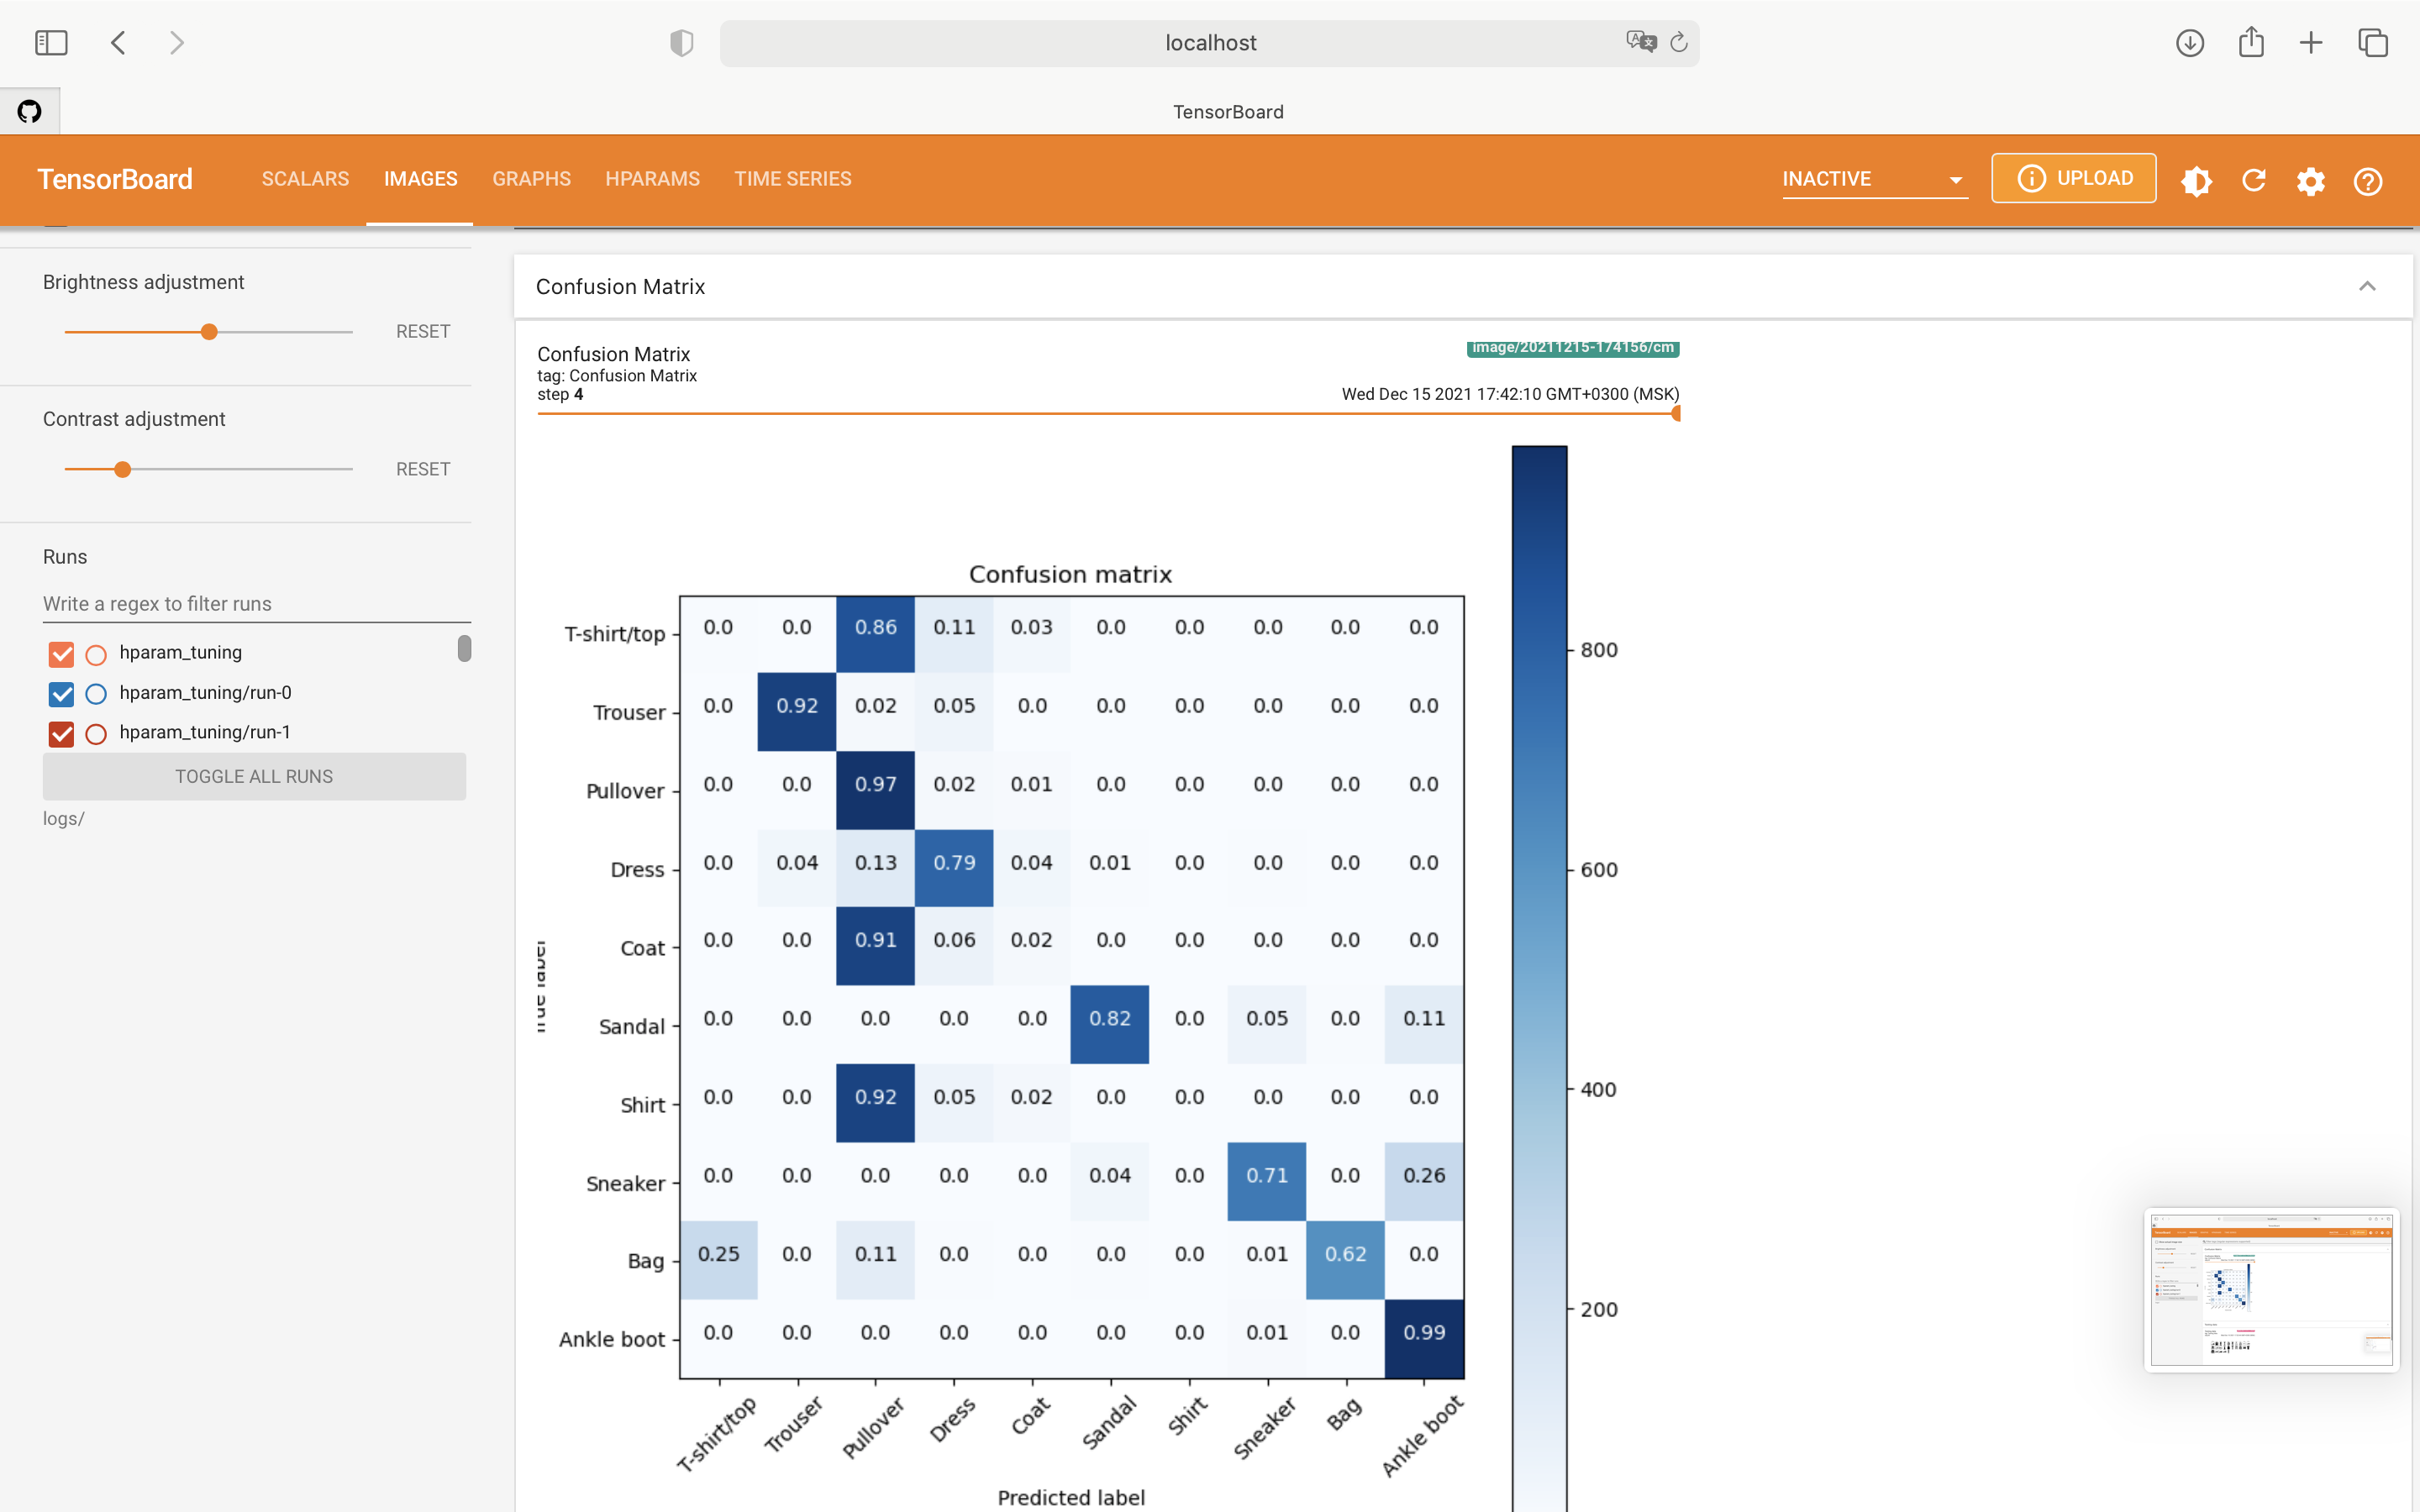 localhost
TensorBoard
TensorBoard SCALARS IMAGES GRAPHS HPARAMS TIME SERIES INACTIVE UPLOAD
Brightness adjustment
RESET
Contrast adjustment
RESET
Runs
Write a regex to filter runs
hparam_tuning
hparam_tuning/run-0
hparam_tuning/run-1
TOGGLE ALL RUNS
logs/
Confusion Matrix
Confusion Matrix
image/20211215-174156/cm
tag: Confusion Matrix
step 4
Wed Dec 15 2021 17:42:10 GMT+0300 (MSK)
Confusion matrix
T-shirt/top 0.0 0.0 0.86 0.11 0.03 0.0 0.0 0.0 0.0 0.0
Trouser 0.0 0.92 0.02 0.05 0.0 0.0 0.0 0.0 0.0 0.0
Pullover 0.0 0.0 0.97 0.02 0.01 0.0 0.0 0.0 0.0 0.0
Dress 0.0 0.04 0.13 0.79 0.04 0.01 0.0 0.0 0.0 0.0
Coat 0.0 0.0 0.91 0.06 0.02 0.0 0.0 0.0 0.0 0.0
Sandal 0.0 0.0 0.0 0.0 0.0 0.82 0.0 0.05 0.0 0.11
Shirt 0.0 0.0 0.92 0.05 0.02 0.0 0.0 0.0 0.0 0.0
Sneaker 0.0 0.0 0.0 0.0 0.0 0.04 0.0 0.71 0.0 0.26
Bag 0.25 0.0 0.11 0.0 0.0 0.0 0.0 0.01 0.62 0.0
Ankle boot 0.0 0.0 0.0 0.0 0.0 0.0 0.0 0.01 0.0 0.99
T-shirt/top Trouser Pullover Dress Coat Sandal Shirt Sneaker Bag Ankle boot
Predicted label
True label
800
600
400
200